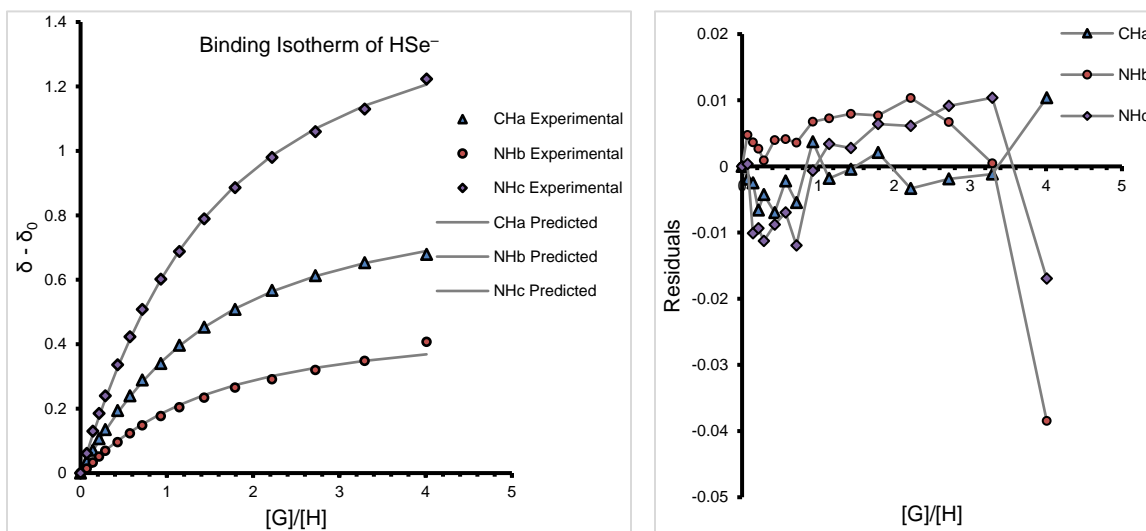 Binding Isotherm of HSe⁻
1.4
1.2
1
0.8
0.6
0.4
0.2
0
0 1 2 3 4 5
δ - δ0
[G]/[H]
CHa Experimental
NHb Experimental
NHc Experimental
CHa Predicted
NHb Predicted
NHc Predicted
0.02
0.01
0
-0.01
-0.02
-0.03
-0.04
-0.05
0 1 2 3 4 5
Residuals
[G]/[H]
CHa
NHb
NHc